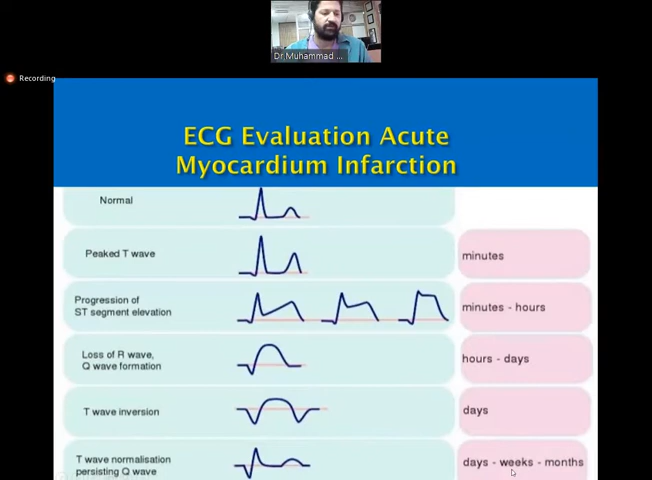 Dr.Muhammad ...
Recording
ECG Evaluation Acute
Myocardium Infarction
Normal
Peaked T wave
minutes
Progression of
ST segment elevation
minutes - hours
Loss of R wave,
Q wave formation
hours - days
T wave inversion
days
T wave normalisation
persisting Q wave
days - weeks - months